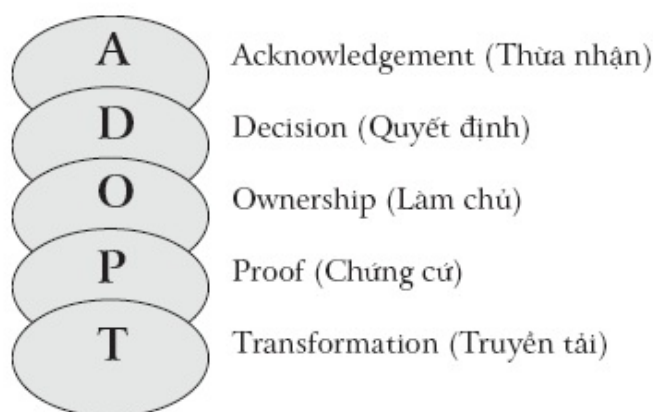 A Acknowledgement (Thừa nhận)
D Decision (Quyết định)
O Ownership (Làm chủ)
P Proof (Chứng cứ)
T Transformation (Truyền tải)